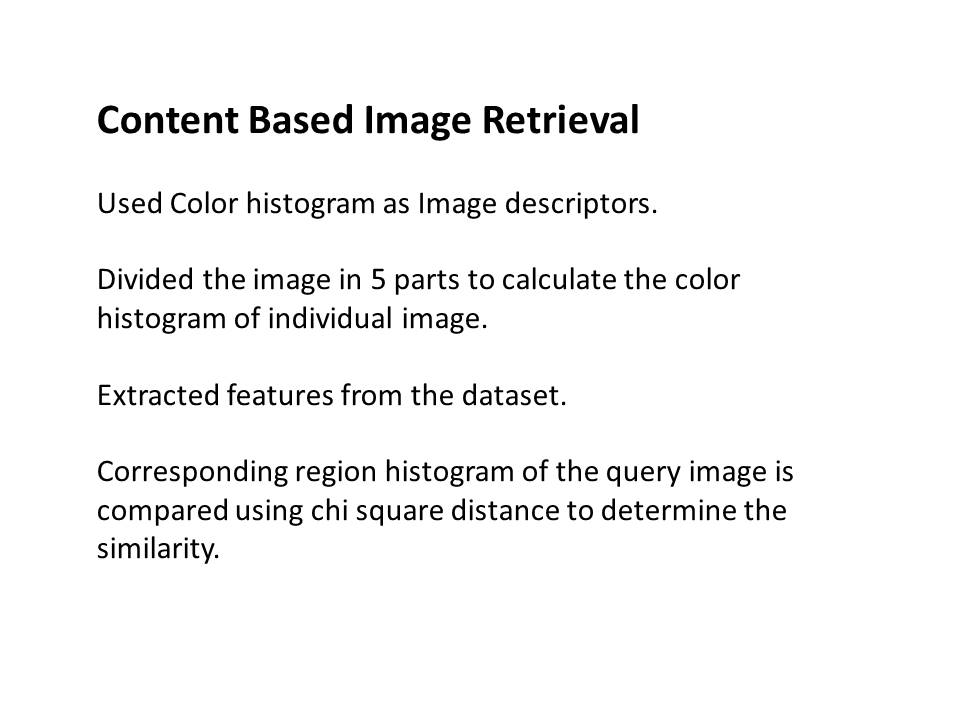 Content Based Image Retrieval
Used Color histogram as Image descriptors.
Divided the image in 5 parts to calculate the color
histogram of individual image.
Extracted features from the dataset.
Corresponding region histogram of the query image is
compared using chi square distance to determine the
similarity.